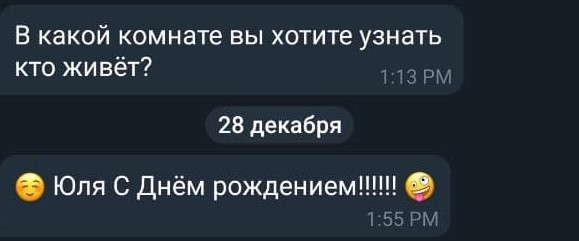 В какой комнате вы хотите узнать
кто живёт?
1:13 PM
28 декабря
☺️ Юля С Днём рождением!!!!!! 🤪
1:55 PM